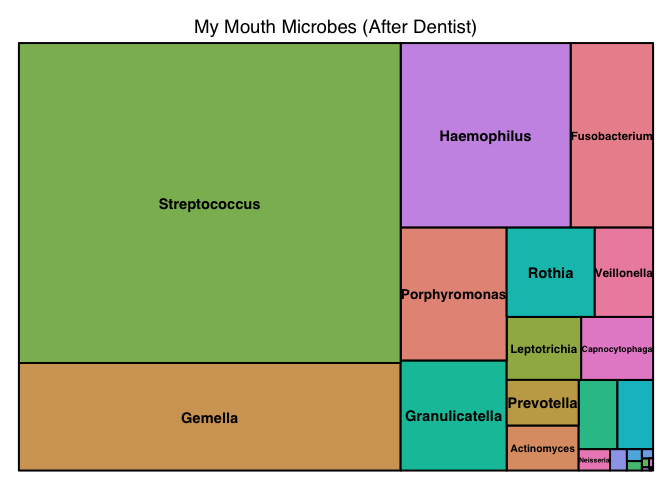 My Mouth Microbes (After Dentist)
Streptococcus
Haemophilus
Fusobacterium
Porphyromonas
Rothia
Veillonella
Leptotrichia
Capnocytophaga
Gemella
Granulicatella
Prevotella
Actinomyces
Neisseria